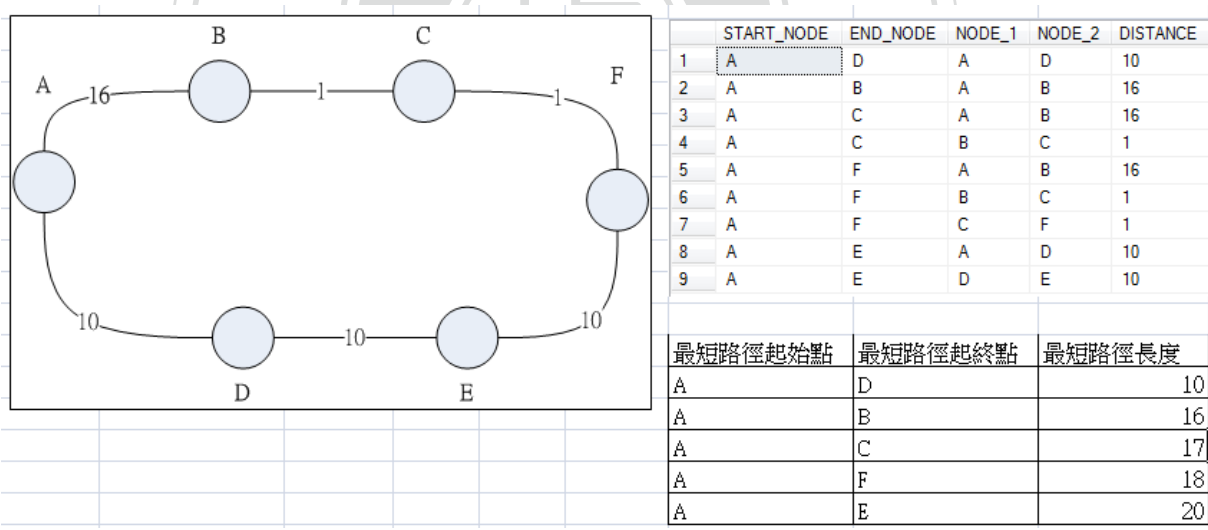 B
C
A
F
16
1
1
10
10
10
D
E
START_NODE END_NODE NODE_1 NODE_2 DISTANCE
1 A D A D 10
2 A B A B 16
3 A C A B 16
4 A C B C 1
5 A F A B 16
6 A F B C 1
7 A F C F 1
8 A E A D 10
9 A E D E 10
最短路徑起始點 最短路徑起終點 最短路徑長度
A D 10
A B 16
A C 17
A F 18
A E 20